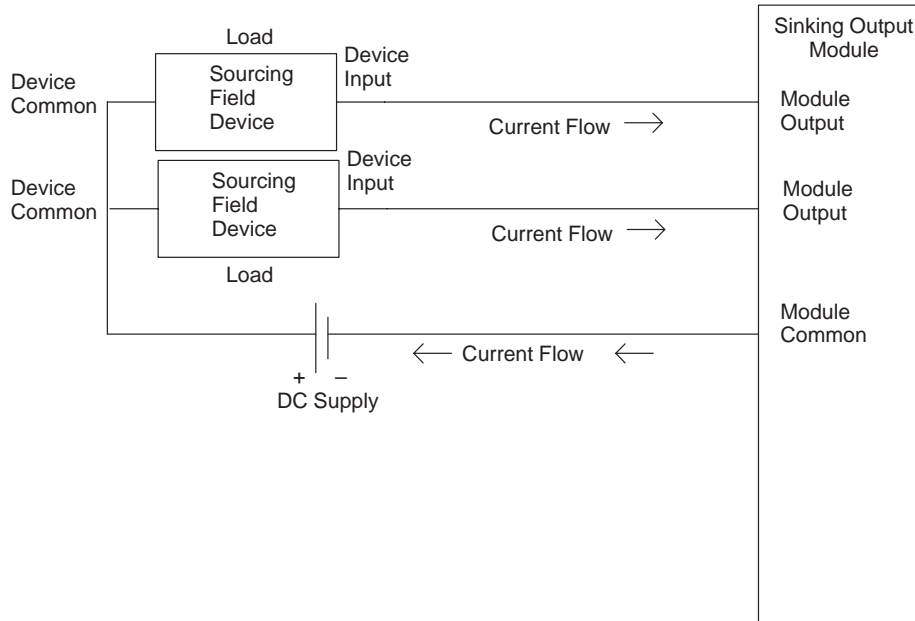 Sinking Output
Module
Load
Device
Input
Sourcing
Field
Device
Device
Common
Module
Output
Current Flow
Device
Input
Sourcing
Field
Device
Device
Common
Module
Output
Current Flow
Load
Module
Common
Current Flow
+ –
DC Supply